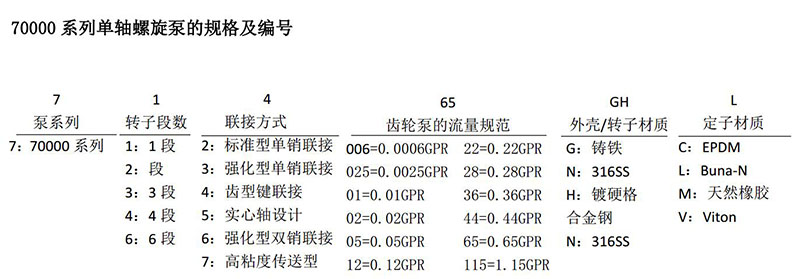 70000 系列单轴螺旋泵的规格及编号
7 1 4 65 GH L
泵系列 转子段数 联接方式 齿轮泵的流量规范 外壳/转子材质 定子材质
7：70000 系列 1：1 段 2：标准型单销联接 006=0.0006GPR 22=0.22GPR G：铸铁 C：EPDM
2：段 3：强化型单销联接 025=0.0025GPR 28=0.28GPR N：316SS L：Buna-N
3：3 段 4：齿型键联接 01=0.01GPR 36=0.36GPR H：镀硬格 M：天然橡胶
4：4 段 5：实心轴设计 02=0.02GPR 44=0.44GPR 合金钢 V：Viton
6：6 段 6：强化型双销联接 05=0.05GPR 65=0.65GPR N：316SS
7：高粘度传送型 12=0.12GPR 115=1.15GPR